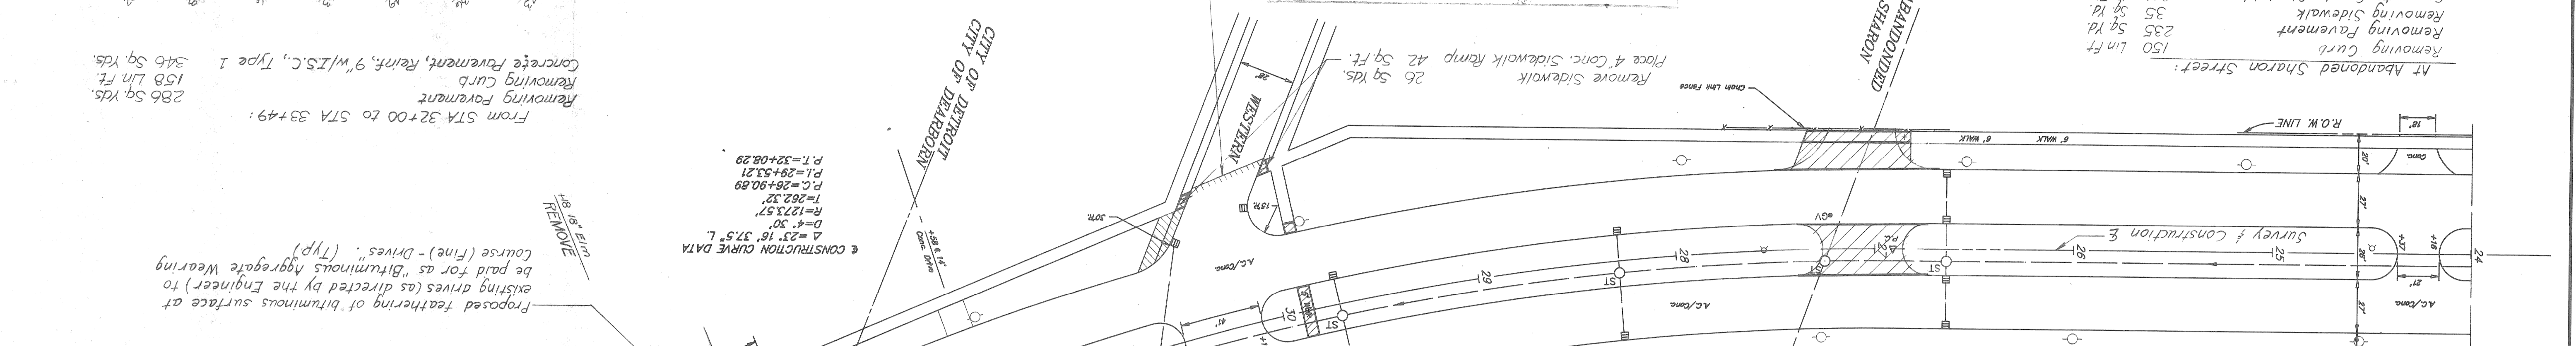 24
25
26
27
28
29
30
A.C./Conc.
21'
+16
+37
27'
26'
27'
20'
Survey & Construction ℄
ST
P.C.
GV
A.C./Conc.
ST
ST
5' Walk
41'
A.C./Conc.
Conc.
18'
R.O.W. LINE
6' WALK
6' WALK
Chain Link Fence
15'R.
30'R.
28'
WESTERN
ABANDONED
SHARON
At Abandoned Sharon Street:
Removing Curb 150 Lin Ft
Removing Pavement 235 Sq Yd
Removing Sidewalk 35 Sq Yd.
Remove Sidewalk 26 Sq Yds.
Place 4" Conc. Sidewalk Ramp 42 Sq.Ft.
CITY OF DETROIT
CITY OF DEARBORN
+58 ℄ 14'
Conc. Drive
℄ CONSTRUCTION CURVE DATA
Δ =23° 16' 37.5" L.
D=4° 30'
R=1273.57'
T=262.32'
P.C.=26+90.89
P.I.=29+53.21
P.T.=32+08.29
Proposed feathering of bituminous surface at
existing drives (as directed by the Engineer) to
be paid for as "Bituminous Aggregate Wearing
Course (Fine)-Drives". (Typ)
+18 18" Elm
REMOVE
From STA 32+00 to STA 33+49:
Removing Pavement 286 Sq.Yds.
Removing Curb 158 Lin. Ft.
Concrete Pavement, Reinf., 9" w/I.S.C., Type 1 346 Sq. Yds.